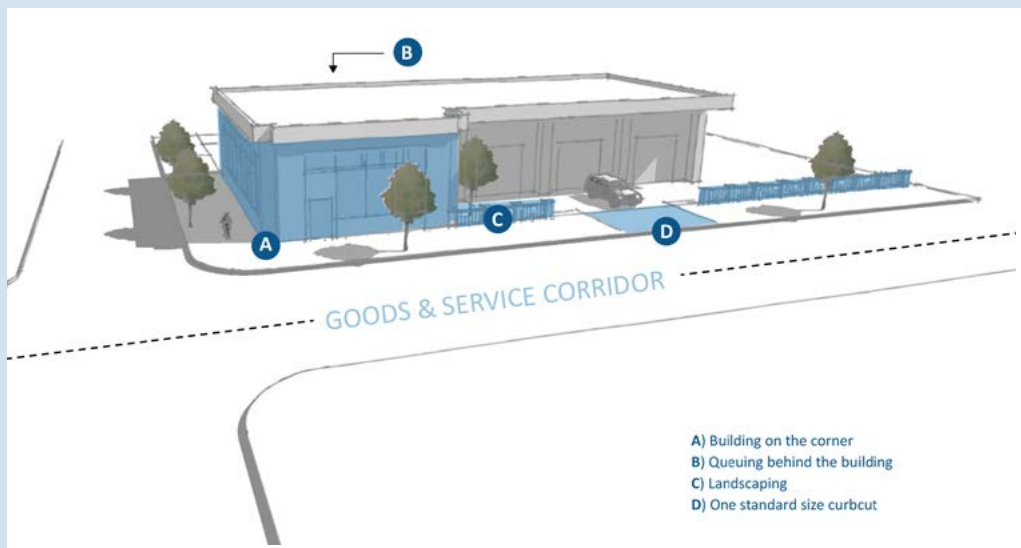 B
A
C
D
GOODS & SERVICE CORRIDOR
A) Building on the corner
B) Queuing behind the building
C) Landscaping
D) One standard size curbcut